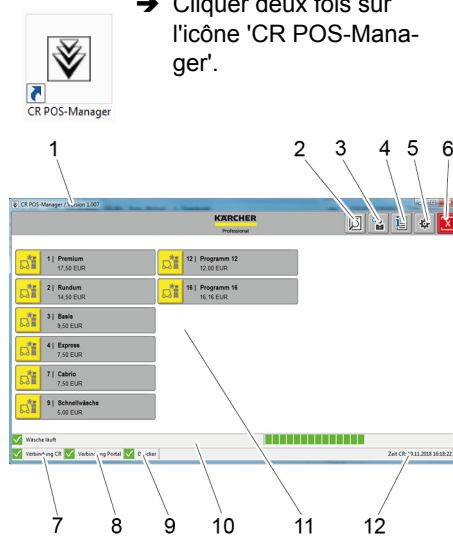 ➔ Cliquer deux fois sur
l'icône 'CR POS-Mana-
ger'.
CR POS-Manager
1 2 3 4 5 6
CR POS-Manager / Version 1.007
KÄRCHER
Professional
1 | Premium
17,50 EUR
12 | Programm 12
12,00 EUR
2 | Rundum
14,50 EUR
16 | Programm 16
16,16 EUR
3 | Basis
9,50 EUR
4 | Express
7,50 EUR
7 | Cabrio
7,50 EUR
9 | Schnellwäsche
5,00 EUR
Wäsche läuft
Verbindung CR Verbindung Portal Drucker Zeit CR: 19.11.2018 16:18:22
7 8 9 10 11 12